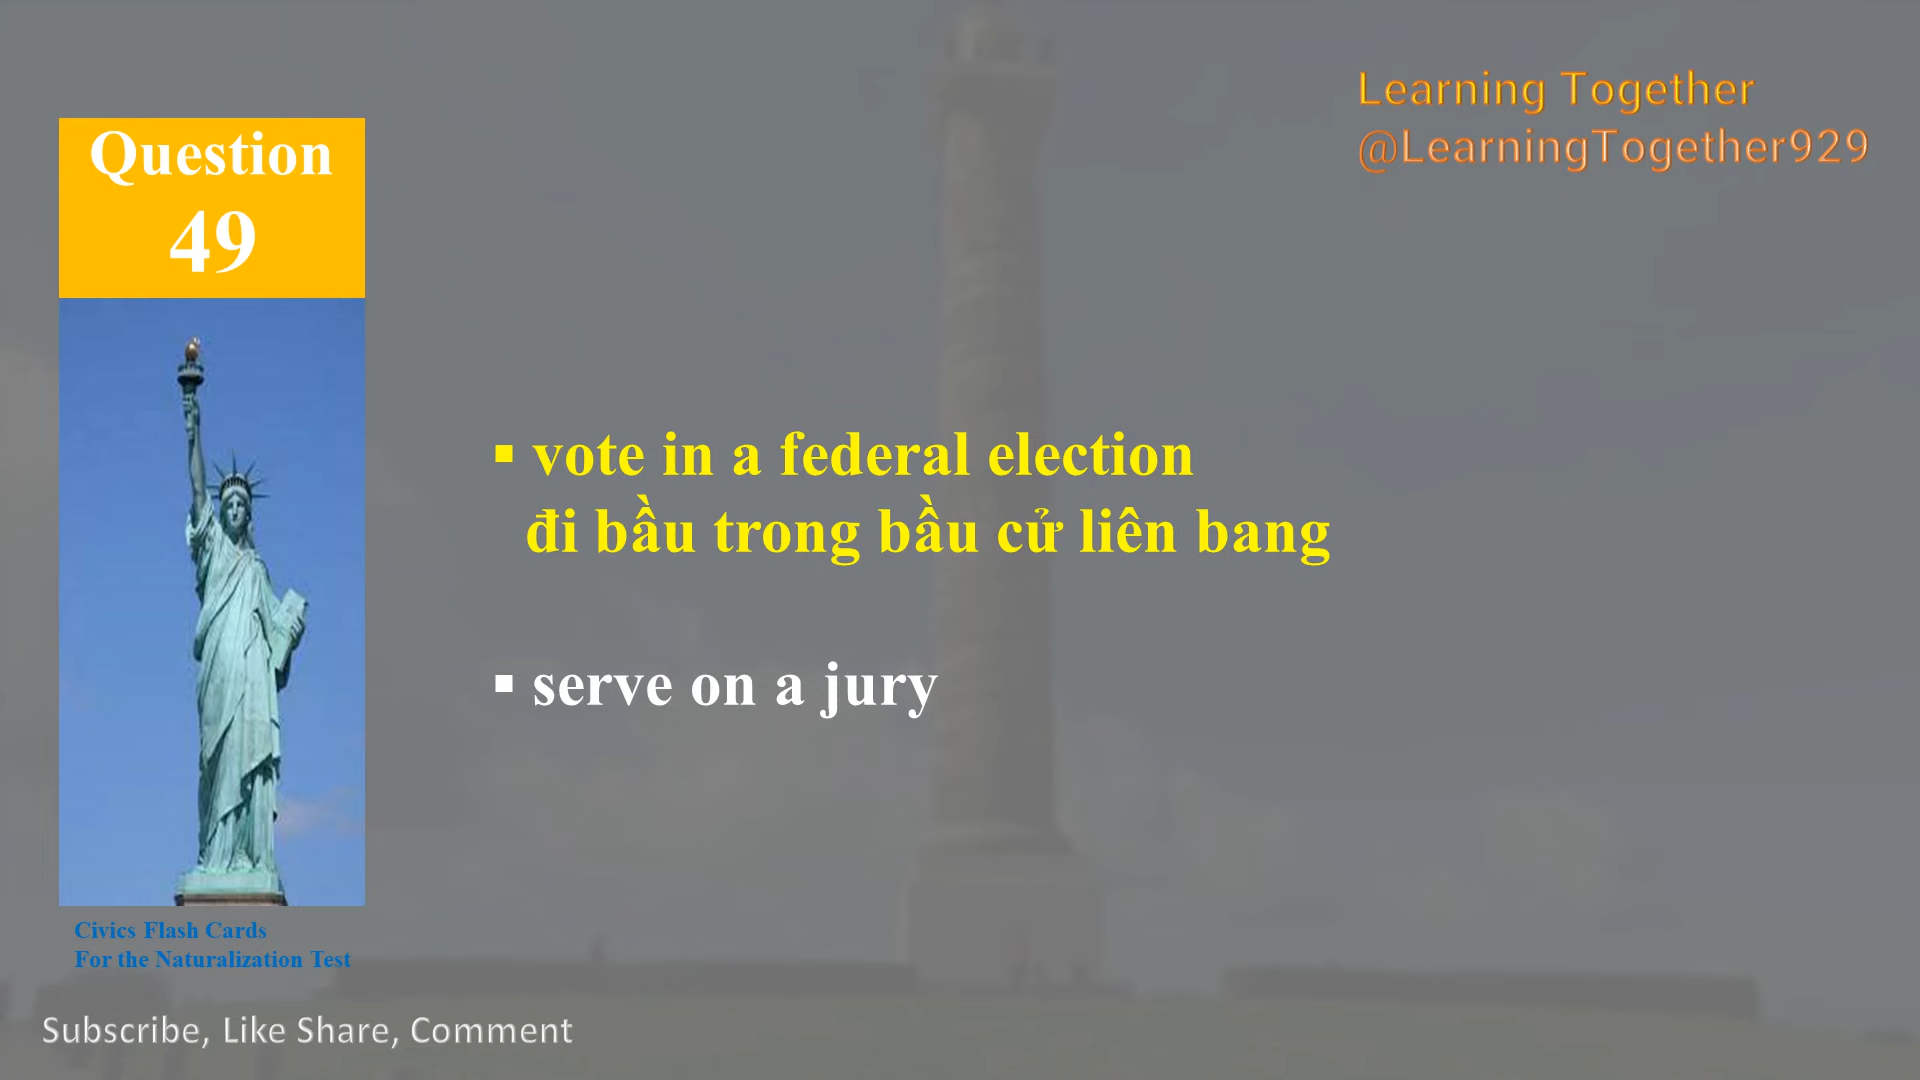 Learning Together
@LearningTogether929
Question
49
▪ vote in a federal election
đi bầu trong bầu cử liên bang
▪ serve on a jury
Civics Flash Cards
For the Naturalization Test
Subscribe, Like Share, Comment